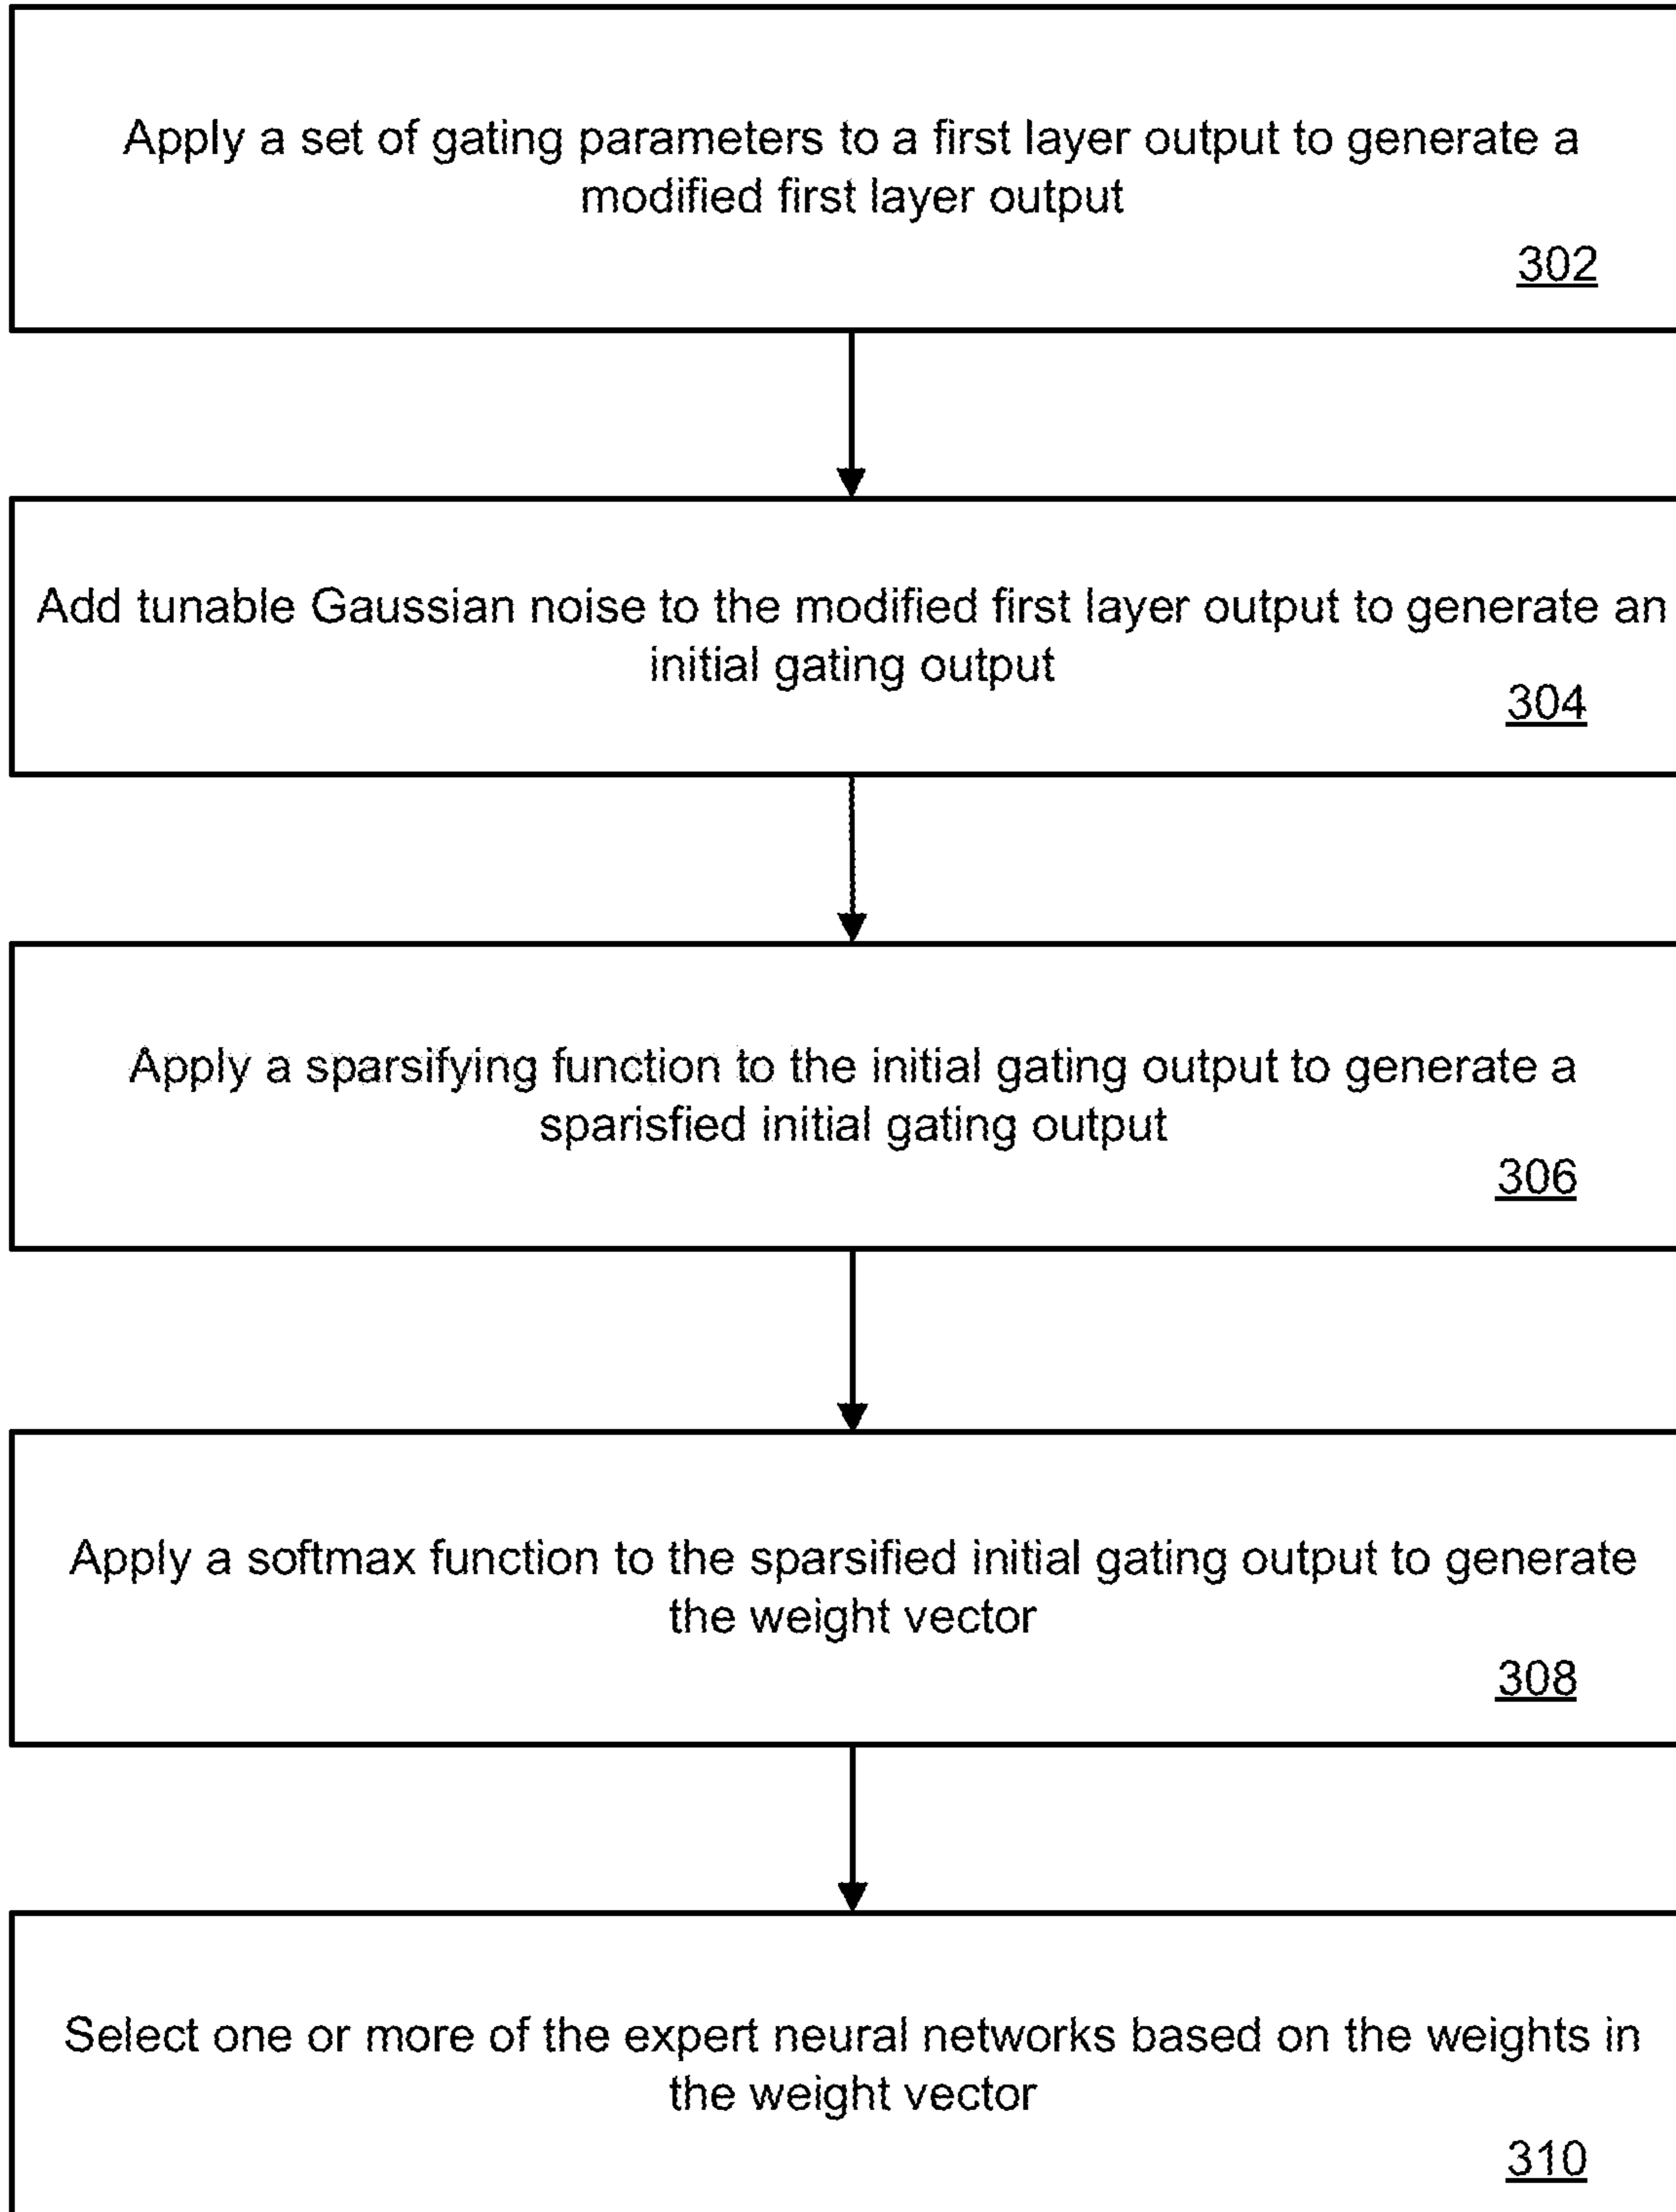 Apply a set of gating parameters to a first layer output to generate a
modified first layer output
302
Add tunable Gaussian noise to the modified first layer output to generate an
initial gating output
304
Apply a sparsifying function to the initial gating output to generate a
sparisfied initial gating output
306
Apply a softmax function to the sparsified initial gating output to generate
the weight vector
308
Select one or more of the expert neural networks based on the weights in
the weight vector
310